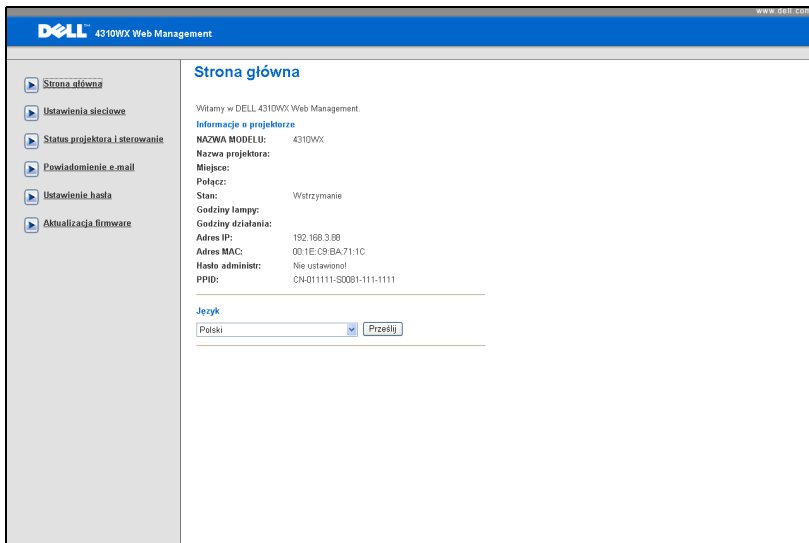 www.dell.com
DELL™ 4310WX Web Management
Strona główna
Ustawienia sieciowe
Status projektora i sterowanie
Powiadomienie e-mail
Ustawienie hasła
Aktualizacja firmware
Strona główna
Witamy w DELL 4310WX Web Management.
Informacje o projektorze
NAZWA MODELU: 4310WX
Nazwa projektora:
Miejsce:
Połącz:
Stan: Wstrzymanie
Godziny lampy:
Godziny działania:
Adres IP: 192.168.3.88
Adres MAC: 00:1E:C9:BA:71:1C
Hasło administr: Nie ustawiono!
PPID: CN-011111-S0081-111-1111
Język
Polski Prześlij